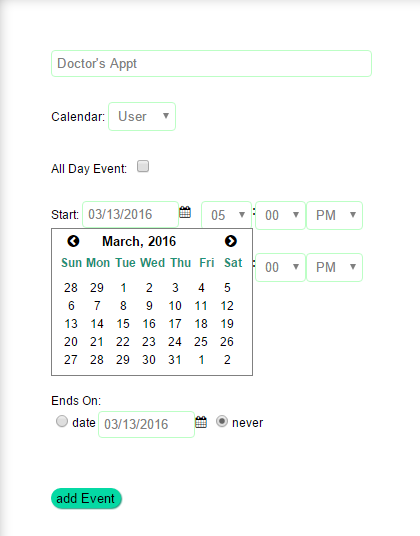 Doctor's Appt
Calendar: User
All Day Event:
Start: 03/13/2016 05 : 00 PM
March, 2016
Sun Mon Tue Wed Thu Fri Sat
: 00 PM
28 29 1 2 3 4 5
6 7 8 9 10 11 12
13 14 15 16 17 18 19
20 21 22 23 24 25 26
27 28 29 30 31 1 2
Ends On:
date 03/13/2016 never
add Event